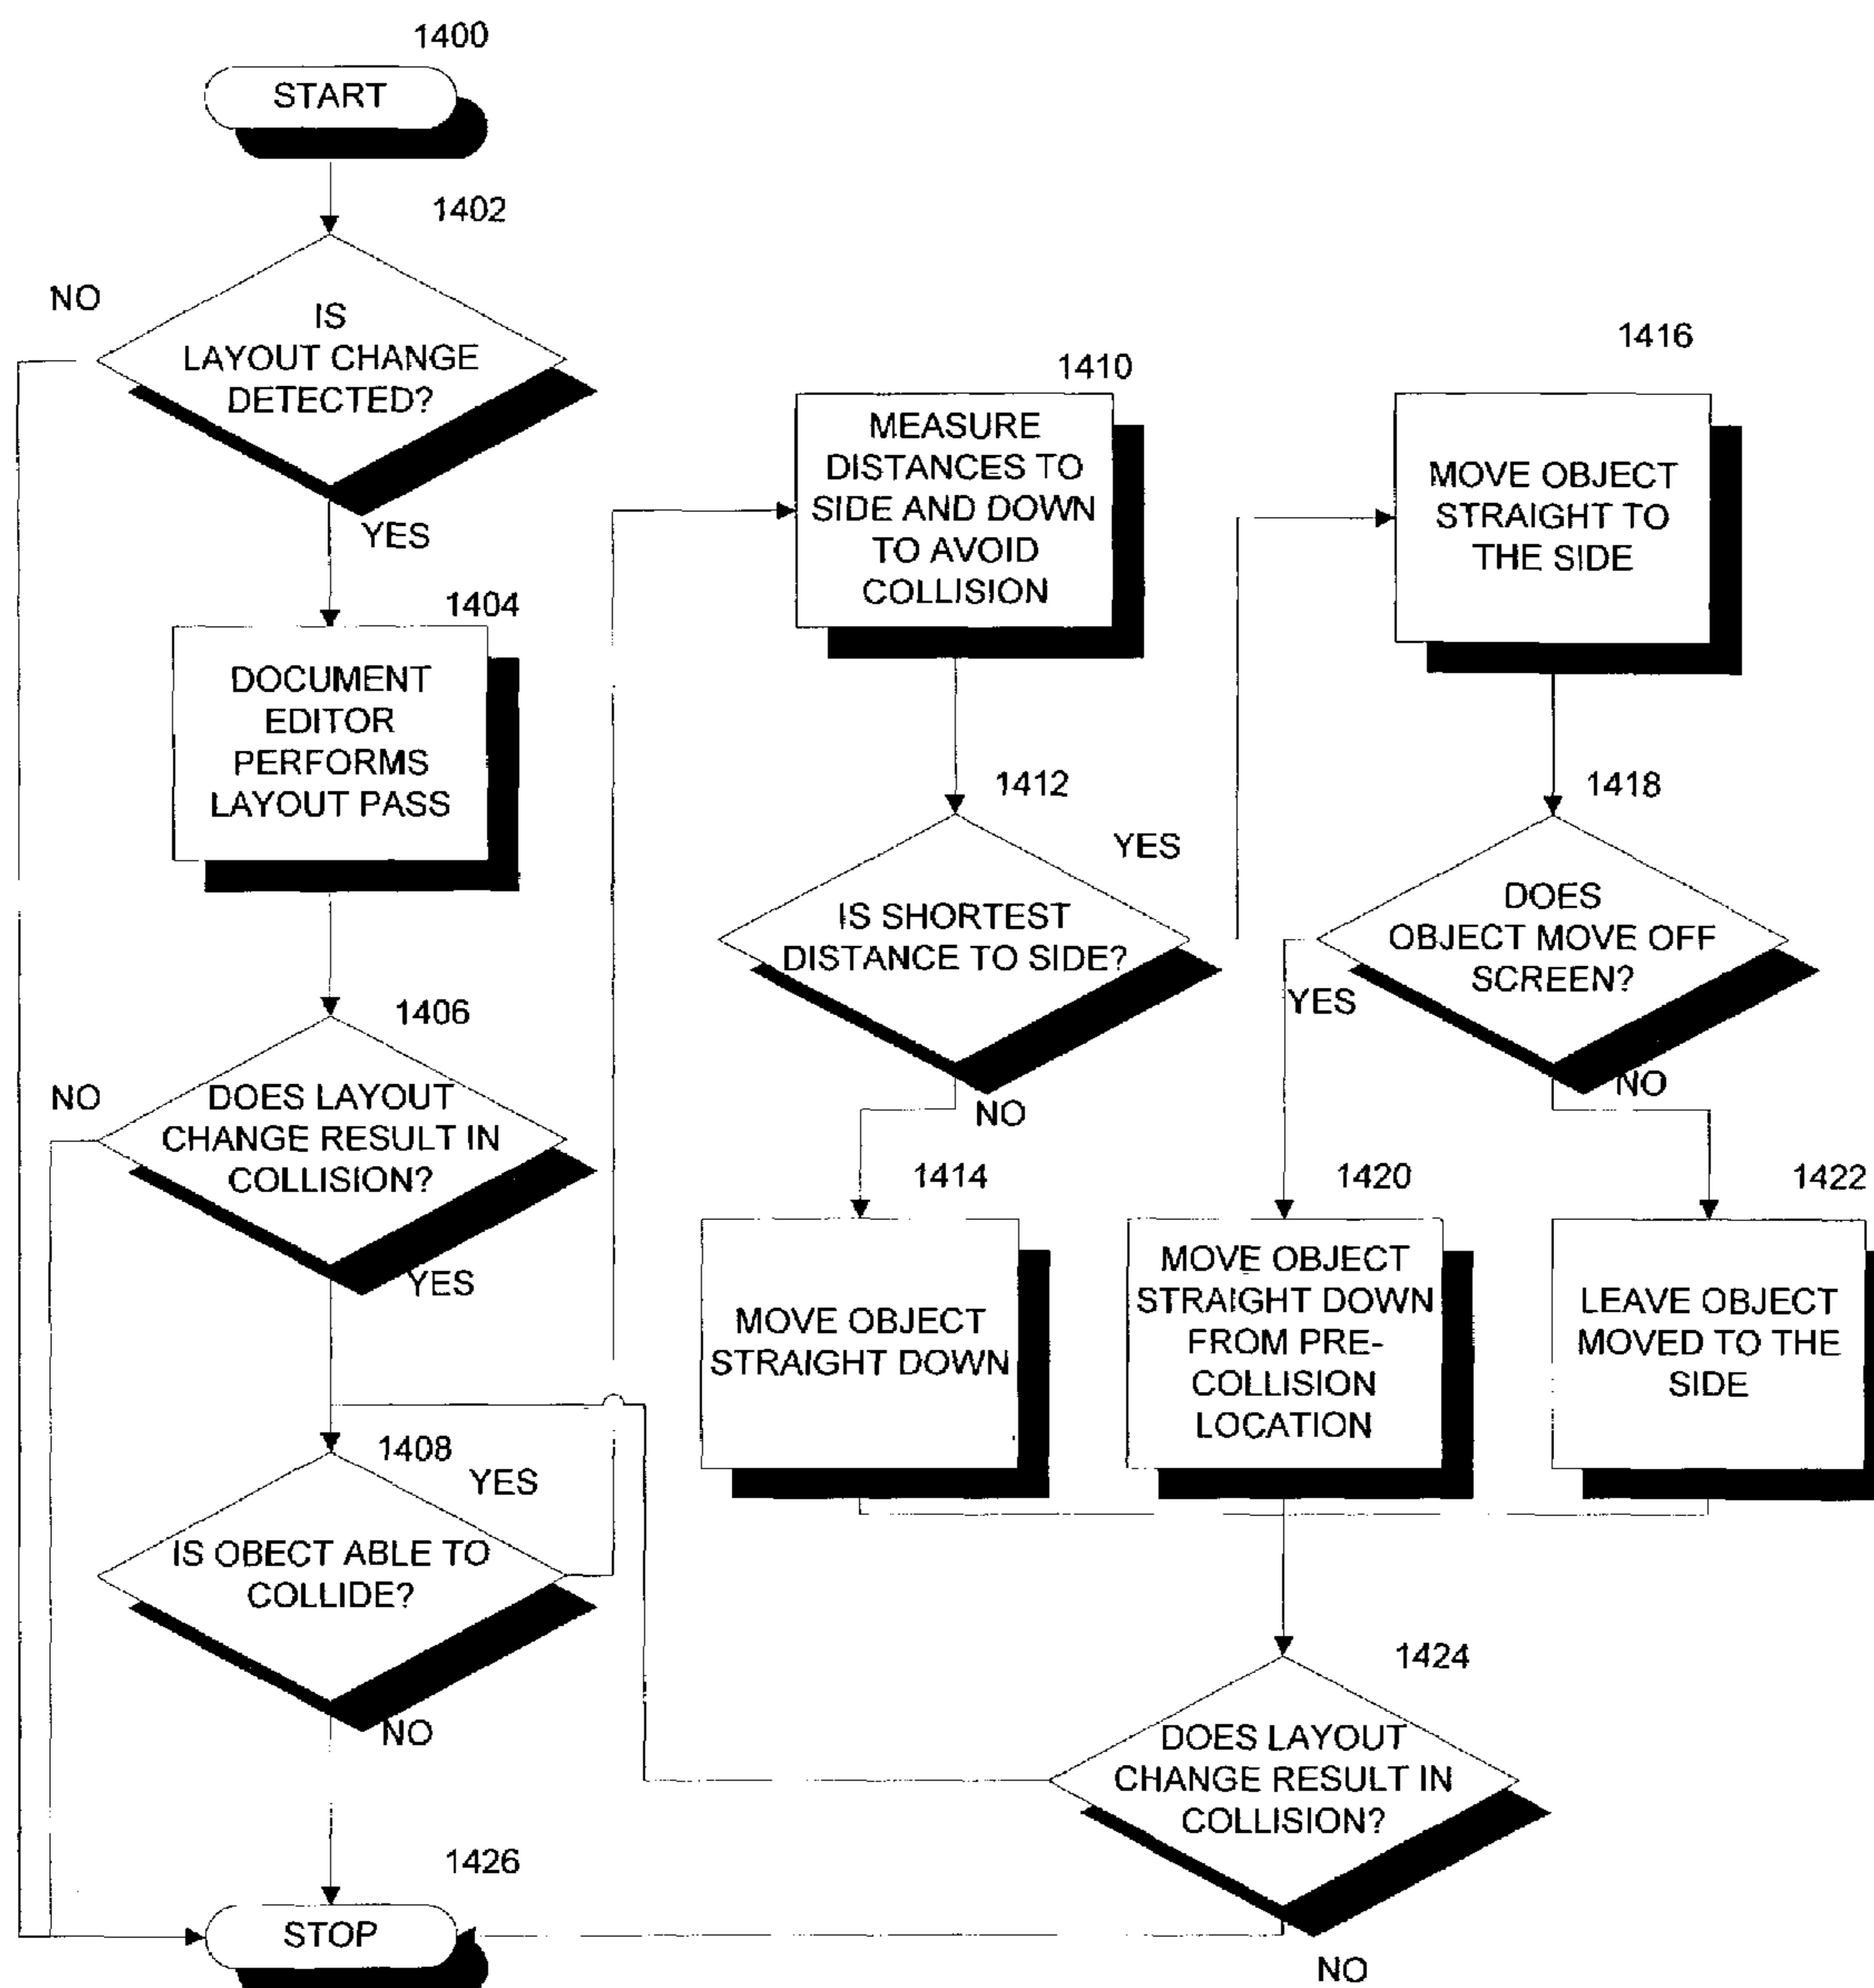 1400
START
1402
NO
IS
LAYOUT CHANGE
DETECTED?
YES
1404
DOCUMENT
EDITOR
PERFORMS
LAYOUT PASS
1406
NO
DOES LAYOUT
CHANGE RESULT IN
COLLISION?
YES
1408
YES
IS OBECT ABLE TO
COLLIDE?
NO
1426
STOP
1410
MEASURE
DISTANCES TO
SIDE AND DOWN
TO AVOID
COLLISION
1412
YES
IS SHORTEST
DISTANCE TO SIDE?
NO
1414
MOVE OBJECT
STRAIGHT DOWN
1416
MOVE OBJECT
STRAIGHT TO
THE SIDE
1418
DOES
OBJECT MOVE OFF
SCREEN?
YES
NO
1420
MOVE OBJECT
STRAIGHT DOWN
FROM PRE-
COLLISION
LOCATION
1422
LEAVE OBJECT
MOVED TO THE
SIDE
1424
DOES LAYOUT
CHANGE RESULT IN
COLLISION?
NO